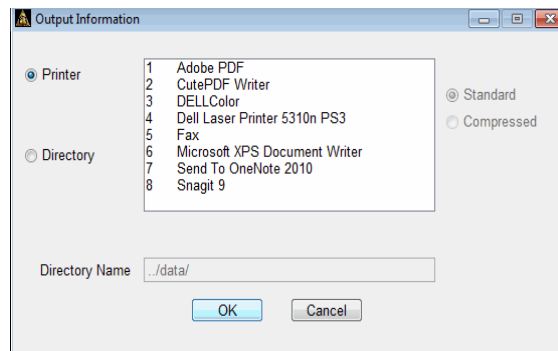 Output Information
Printer
1 Adobe PDF
2 CutePDF Writer
3 DELLColor
4 Dell Laser Printer 5310n PS3
5 Fax
6 Microsoft XPS Document Writer
7 Send To OneNote 2010
8 Snagit 9
Standard
Compressed
Directory
Directory Name ../data/
OK Cancel